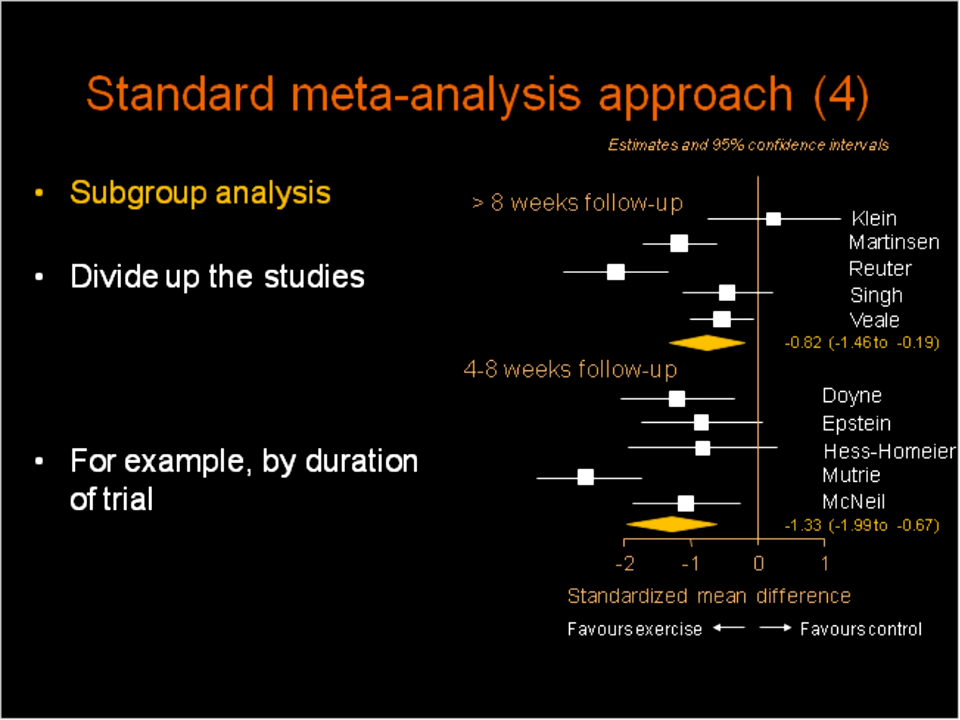 Standard meta-analysis approach (4)
Estimates and 95% confidence intervals
• Subgroup analysis
• Divide up the studies
• For example, by duration
of trial
> 8 weeks follow-up
Klein
Martinsen
Reuter
Singh
Veale
-0.82 (-1.46 to -0.19)
4-8 weeks follow-up
Doyne
Epstein
Hess-Homeier
Mutrie
McNeil
-1.33 (-1.99 to -0.67)
-2 -1 0 1
Standardized mean difference
Favours exercise Favours control